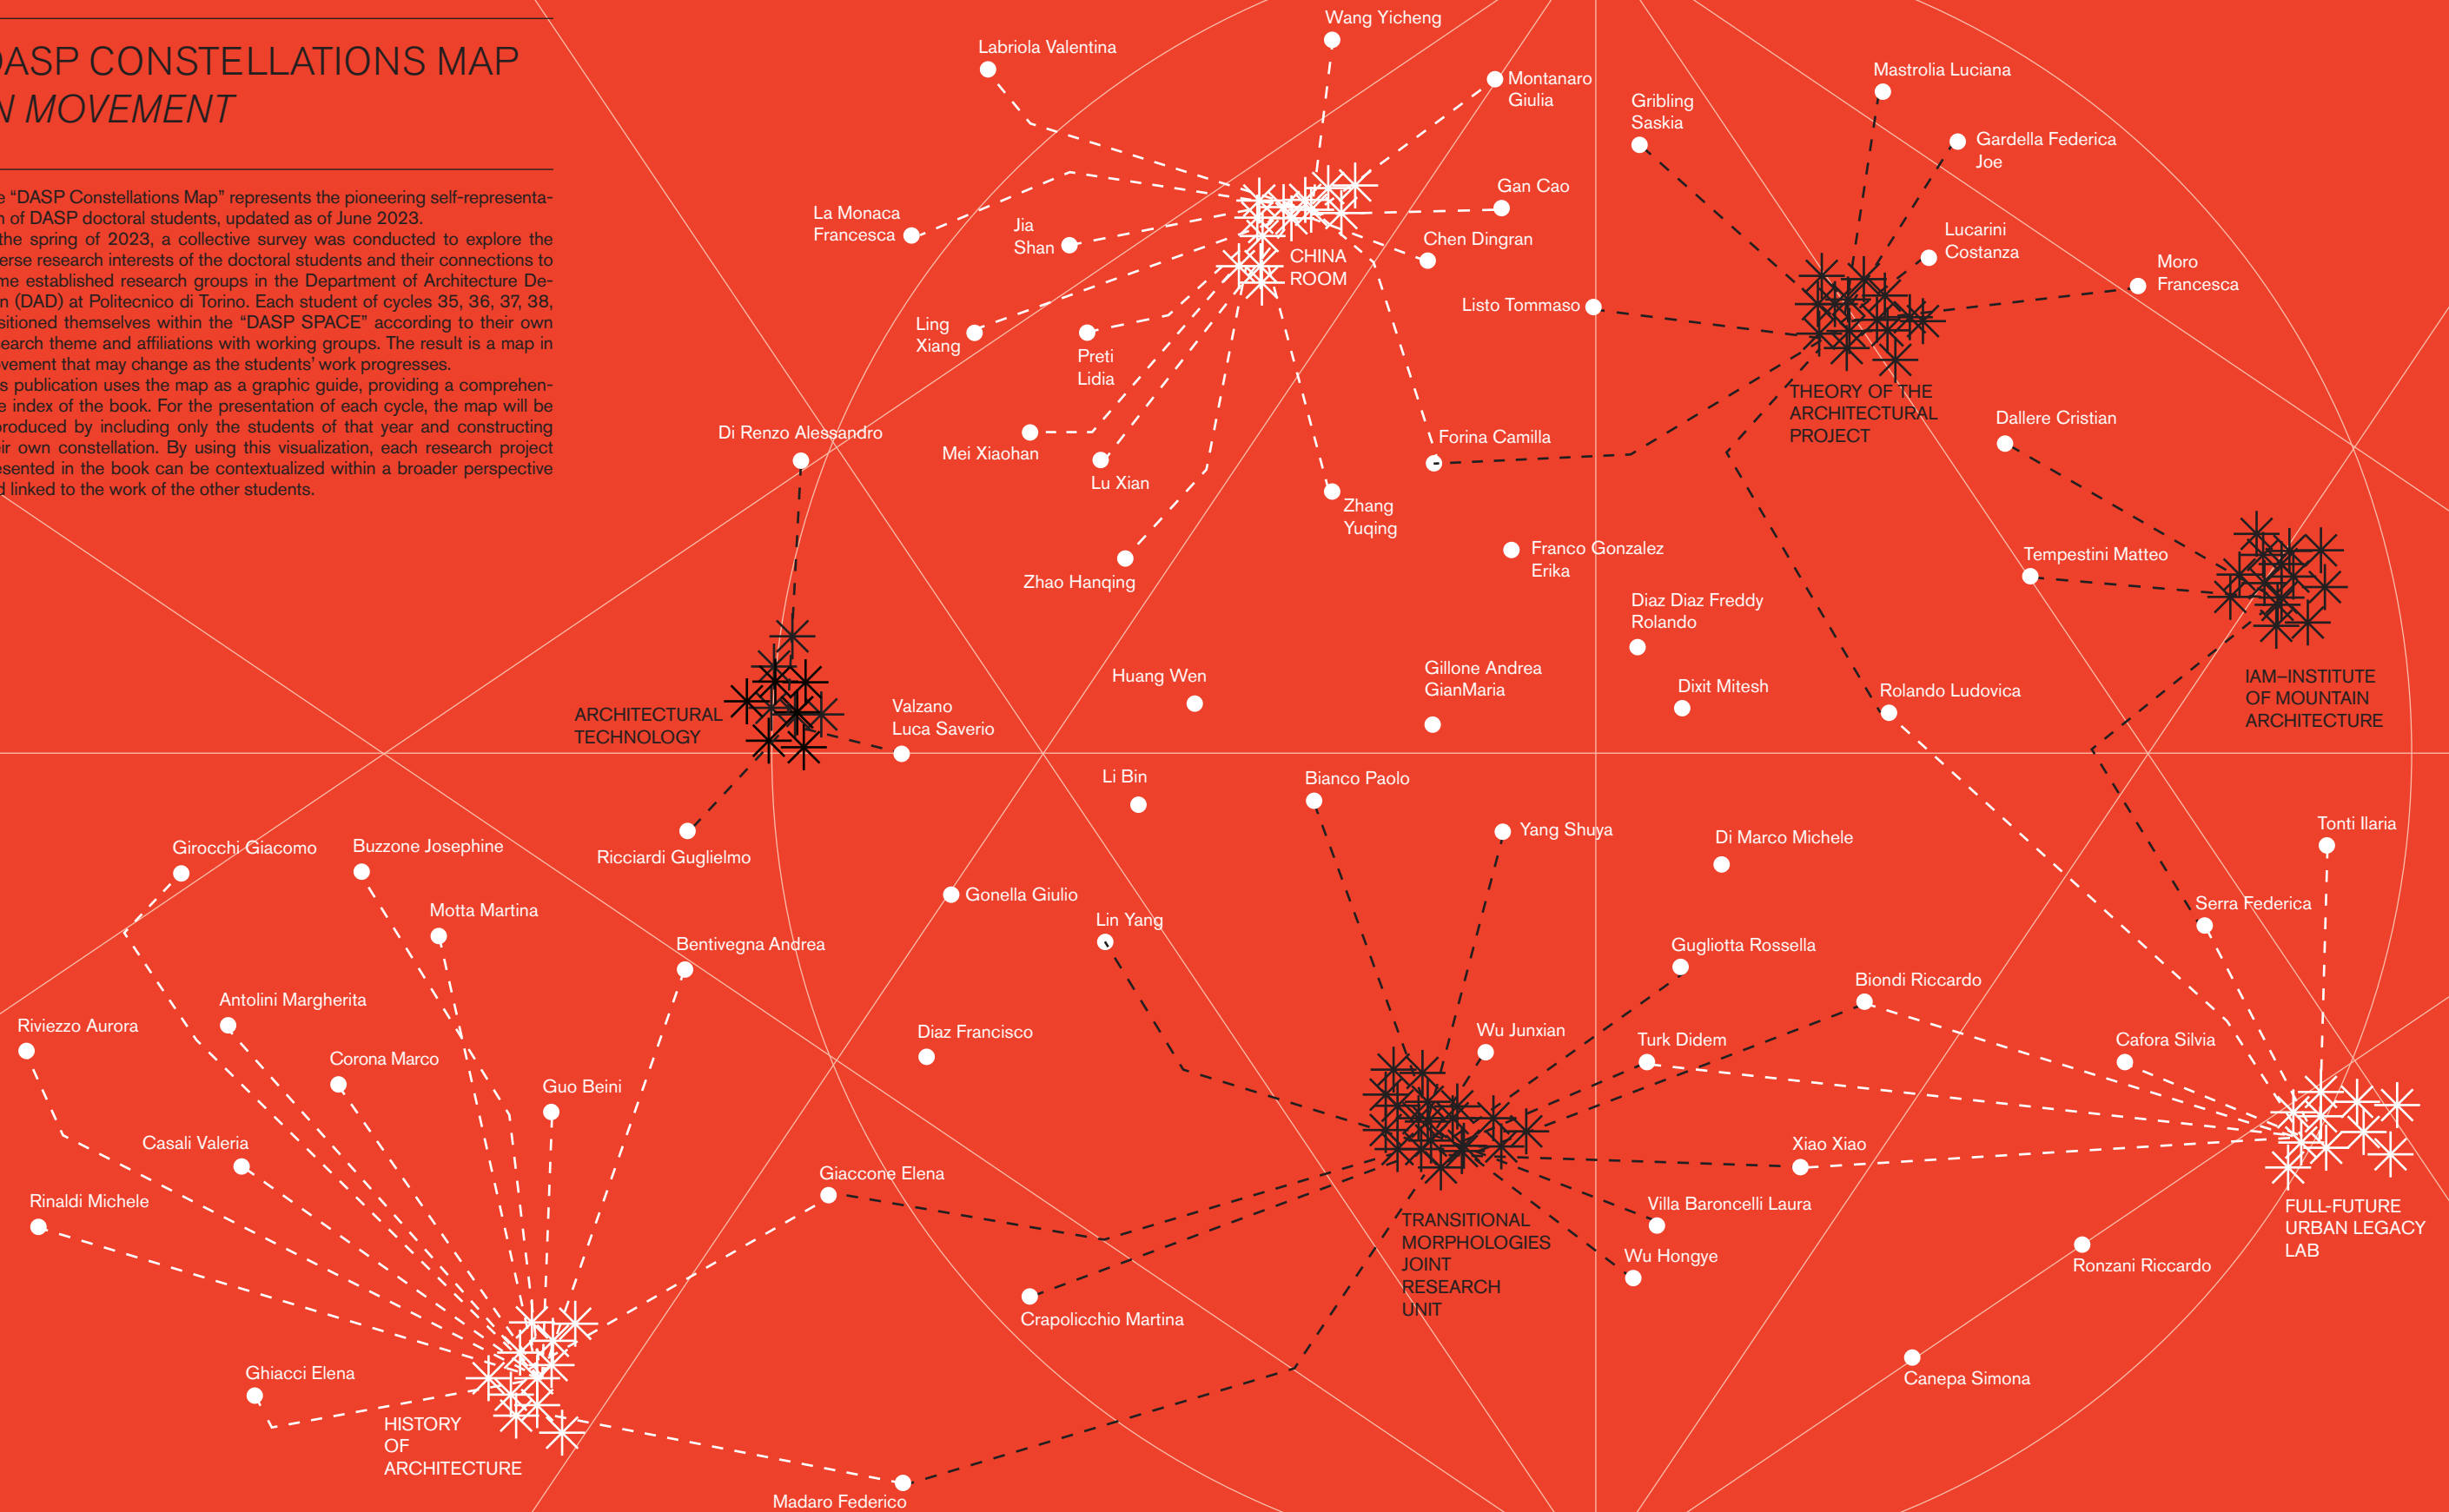 DASP CONSTELLATIONS MAP
IN MOVEMENT
e “DASP Constellations Map” represents the pioneering self-representa-
n of DASP doctoral students, updated as of June 2023.
the spring of 2023, a collective survey was conducted to explore the
erse research interests of the doctoral students and their connections to
me established research groups in the Department of Architecture De-
n (DAD) at Politecnico di Torino. Each student of cycles 35, 36, 37, 38,
sitioned themselves within the “DASP SPACE” according to their own
search theme and affiliations with working groups. The result is a map in
vement that may change as the students’ work progresses.
s publication uses the map as a graphic guide, providing a comprehen-
e index of the book. For the presentation of each cycle, the map will be
produced by including only the students of that year and constructing
eir own constellation. By using this visualization, each research project
esented in the book can be contextualized within a broader perspective
d linked to the work of the other students.
Wang Yicheng
Labriola Valentina
Montanaro
Giulia
Mastrolia Luciana
Gribling
Saskia
Gardella Federica
Joe
Gan Cao
La Monaca
Francesca
Jia
Shan
Chen Dingran
Lucarini
Costanza
CHINA
ROOM
Moro
Francesca
Listo Tommaso
Ling
Xiang
Preti
Lidia
THEORY OF THE
ARCHITECTURAL
PROJECT
Dallere Cristian
Di Renzo Alessandro
Mei Xiaohan
Forina Camilla
Lu Xian
Zhang
Yuqing
Franco Gonzalez
Erika
Tempestini Matteo
Zhao Hanqing
Diaz Diaz Freddy
Rolando
Huang Wen
Gillone Andrea
GianMaria
Dixit Mitesh
Rolando Ludovica
IAM–INSTITUTE
OF MOUNTAIN
ARCHITECTURE
ARCHITECTURAL
TECHNOLOGY
Valzano
Luca Saverio
Li Bin
Bianco Paolo
Yang Shuya
Di Marco Michele
Tonti Ilaria
Girocchi Giacomo
Buzzone Josephine
Ricciardi Guglielmo
Gonella Giulio
Motta Martina
Lin Yang
Serra Federica
Bentivegna Andrea
Gugliotta Rossella
Biondi Riccardo
Antolini Margherita
Riviezzo Aurora
Diaz Francisco
Wu Junxian
Turk Didem
Cafora Silvia
Corona Marco
Guo Beini
Casali Valeria
Xiao Xiao
Giaccone Elena
Rinaldi Michele
Villa Baroncelli Laura
FULL-FUTURE
URBAN LEGACY
LAB
TRANSITIONAL
MORPHOLOGIES
JOINT
RESEARCH
UNIT
Wu Hongye
Ronzani Riccardo
Crapolicchio Martina
Ghiacci Elena
Canepa Simona
HISTORY
OF
ARCHITECTURE
Madaro Federico